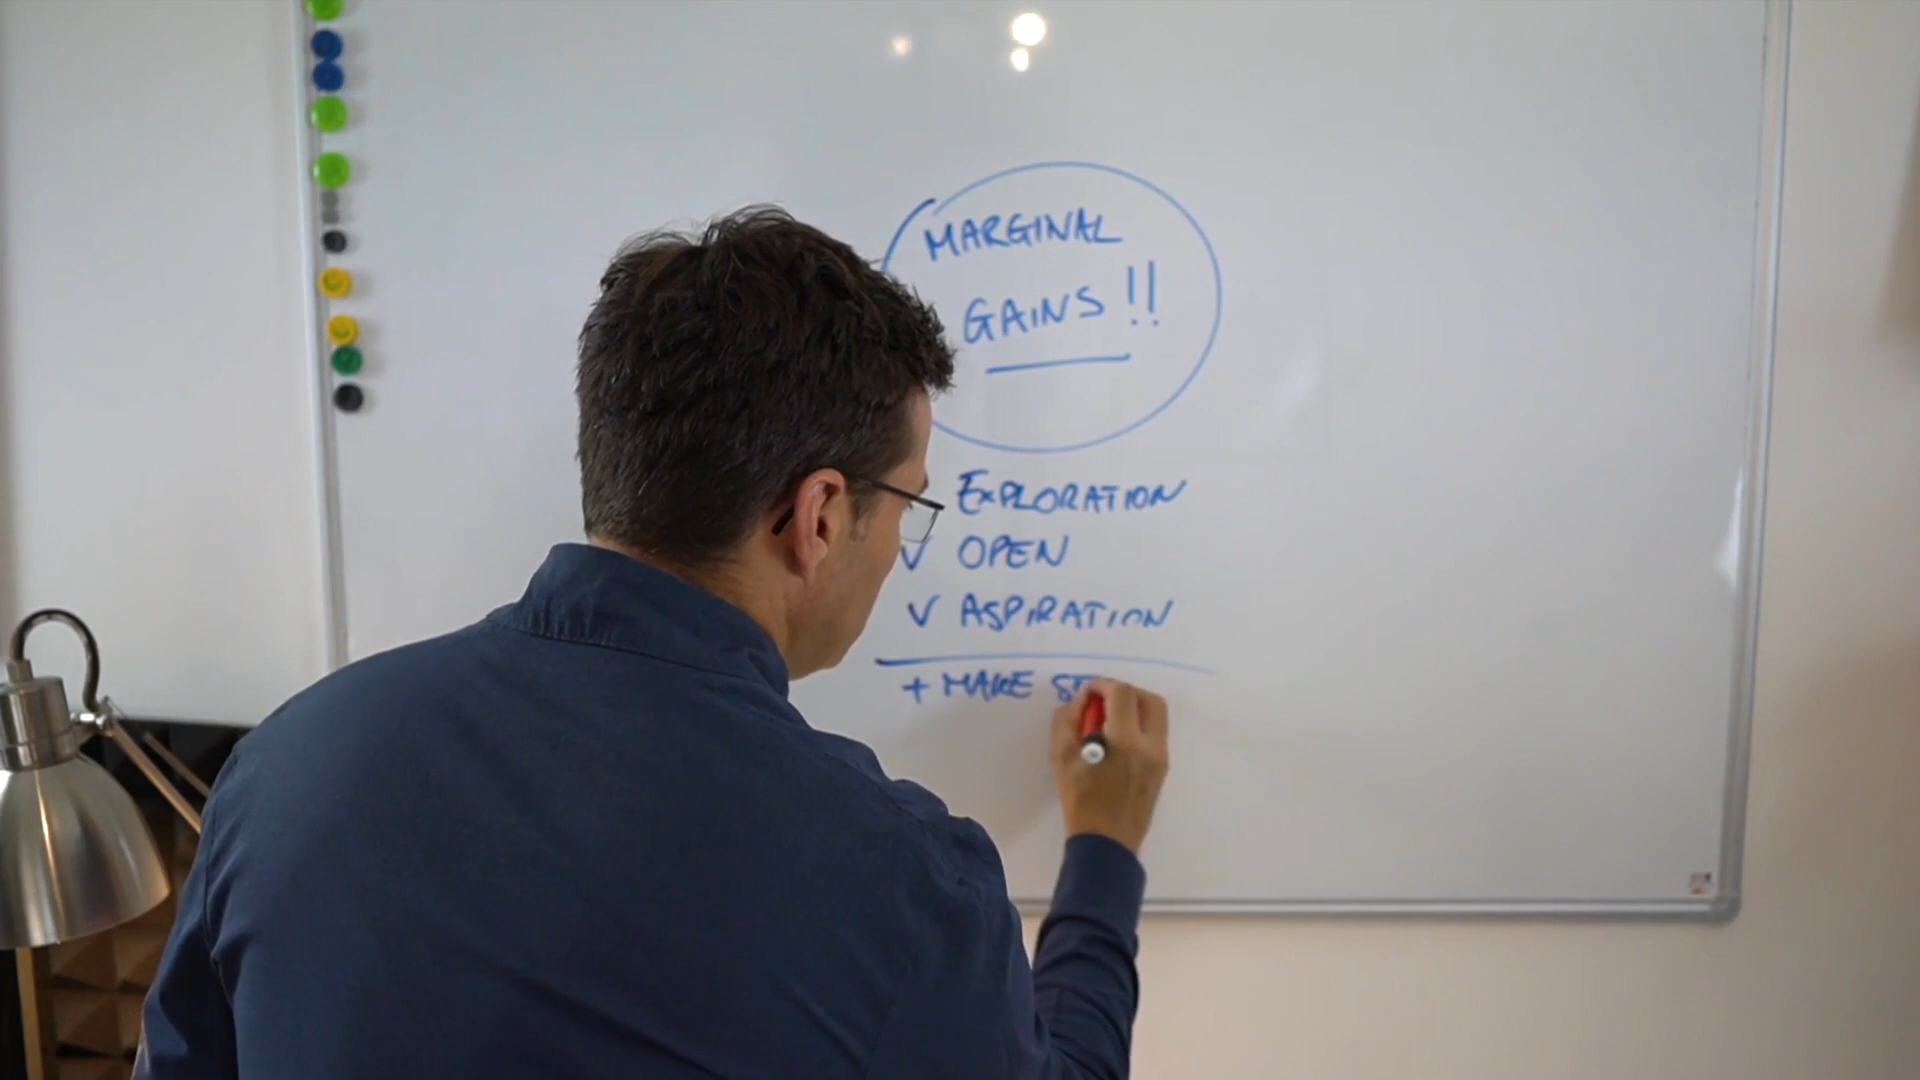 MARGINAL
GAINS !!
EXPLORATION
V OPEN
V ASPIRATION
+ MAKE